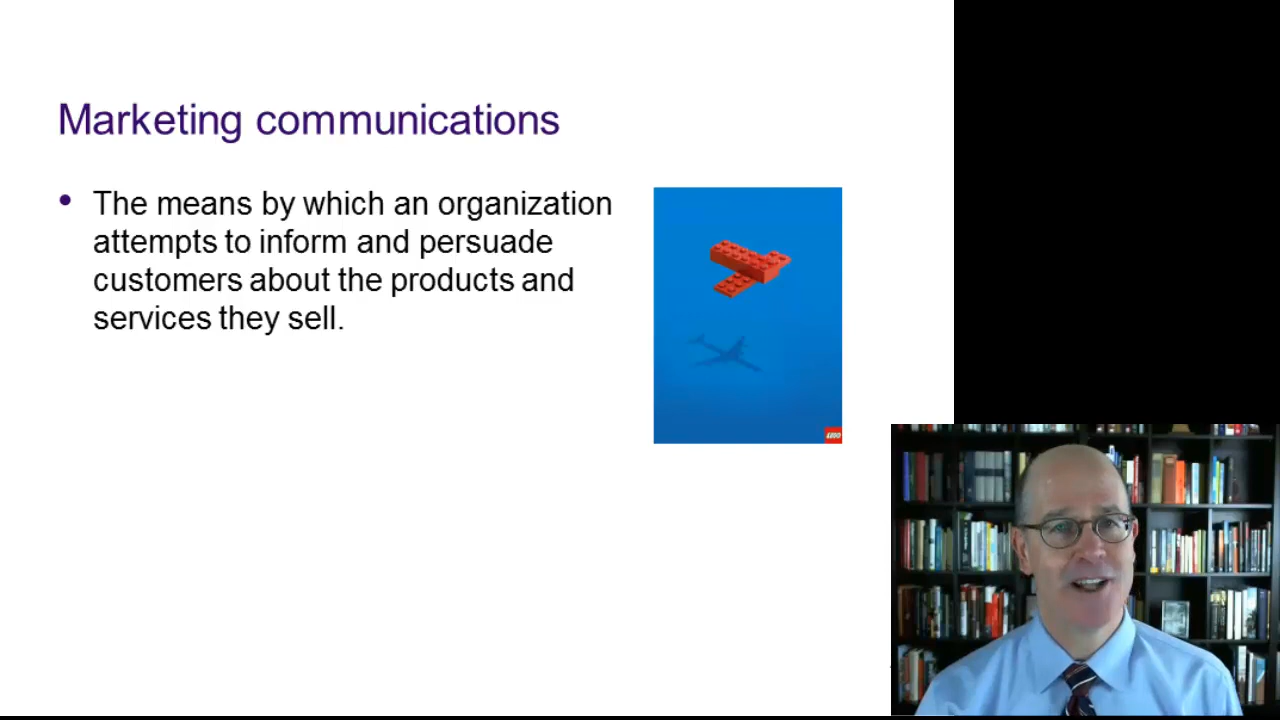 Marketing communications
• The means by which an organization
attempts to inform and persuade
customers about the products and
services they sell.
LEGO